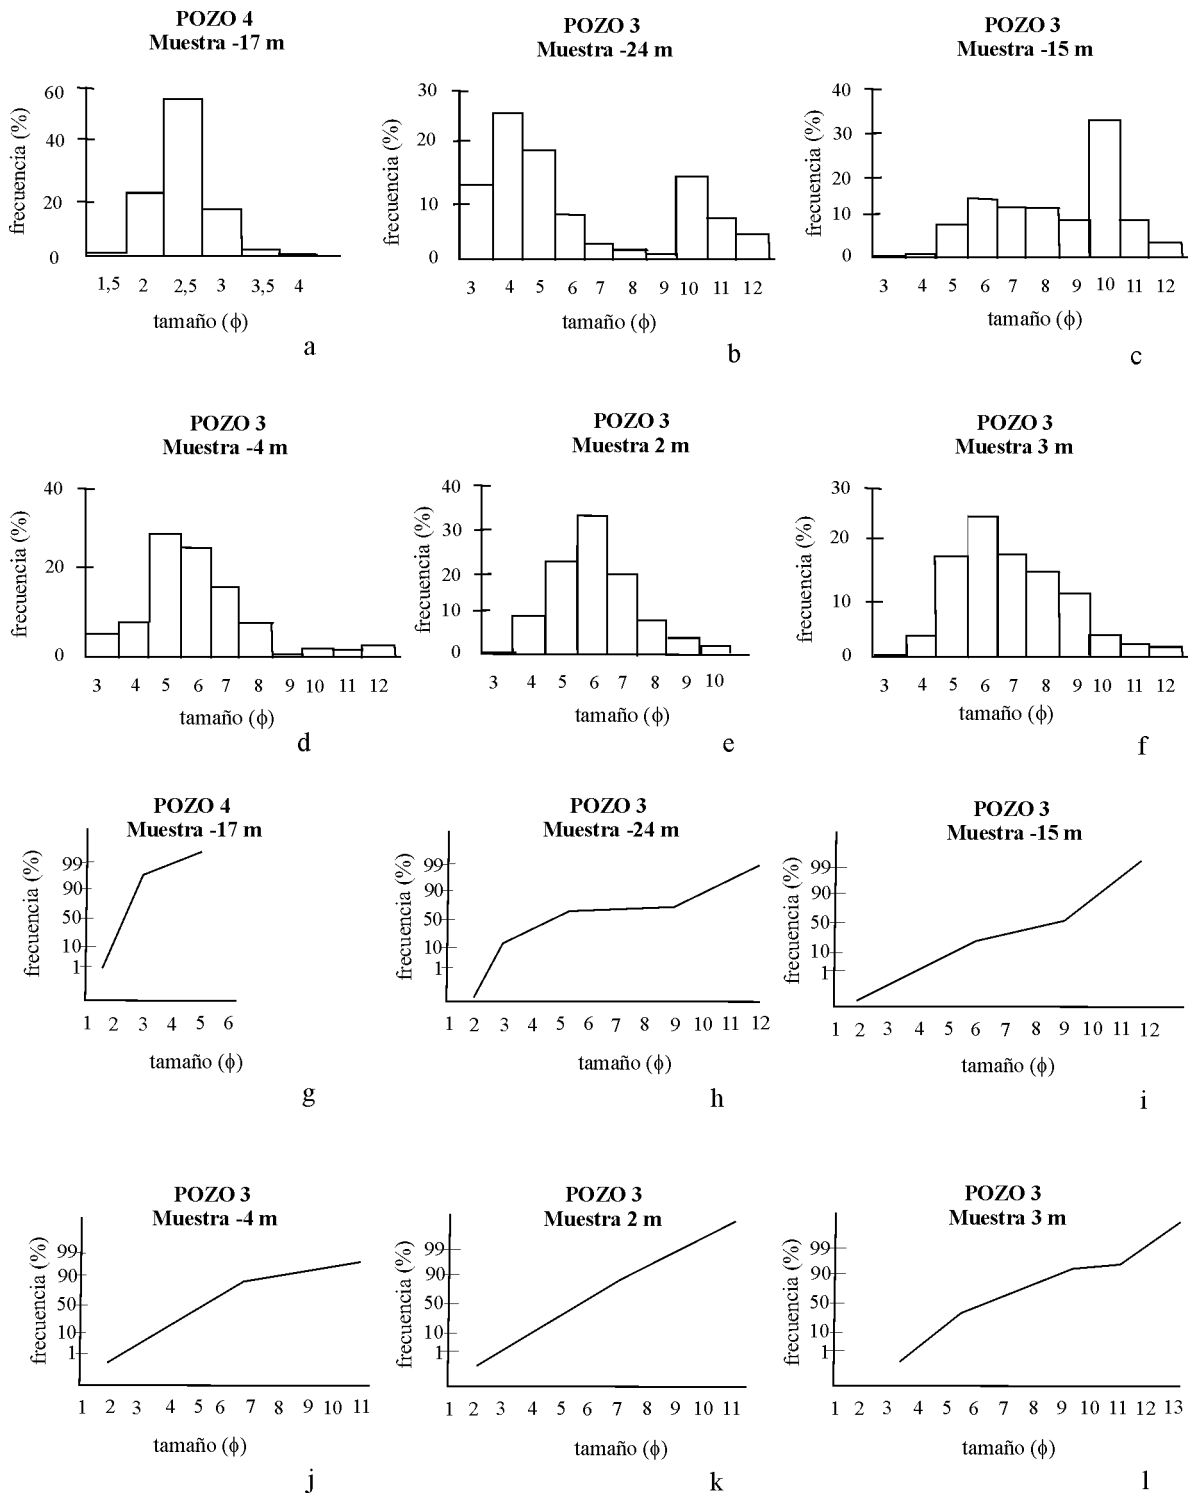 POZO 4
Muestra -17 m
frecuencia (%)
60
40
20
0
1,5 2 2,5 3 3,5 4
tamaño (ϕ)
a
POZO 3
Muestra -24 m
frecuencia (%)
30
20
10
0
3 4 5 6 7 8 9 10 11 12
tamaño (ϕ)
b
POZO 3
Muestra -15 m
frecuencia (%)
40
30
20
10
0
3 4 5 6 7 8 9 10 11 12
tamaño (ϕ)
c
POZO 3
Muestra -4 m
frecuencia (%)
40
20
0
3 4 5 6 7 8 9 10 11 12
tamaño (ϕ)
d
POZO 3
Muestra 2 m
frecuencia (%)
40
30
20
10
0
3 4 5 6 7 8 9 10
tamaño (ϕ)
e
POZO 3
Muestra 3 m
frecuencia (%)
30
20
10
0
3 4 5 6 7 8 9 10 11 12
tamaño (ϕ)
f
POZO 4
Muestra -17 m
frecuencia (%)
99
90
50
10
1
1 2 3 4 5 6
tamaño (ϕ)
g
POZO 3
Muestra -24 m
frecuencia (%)
99
90
50
10
1
1 2 3 4 5 6 7 8 9 10 11 12
tamaño (ϕ)
h
POZO 3
Muestra -15 m
frecuencia (%)
99
90
50
10
1
1 2 3 4 5 6 7 8 9 10 11 12
tamaño (ϕ)
i
POZO 3
Muestra -4 m
frecuencia (%)
99
90
50
10
1
1 2 3 4 5 6 7 8 9 10 11
tamaño (ϕ)
j
POZO 3
Muestra 2 m
frecuencia (%)
99
90
50
10
1
1 2 3 4 5 6 7 8 9 10 11
tamaño (ϕ)
k
POZO 3
Muestra 3 m
frecuencia (%)
99
90
50
10
1
1 2 3 4 5 6 7 8 9 10 11 12 13
tamaño (ϕ)
l